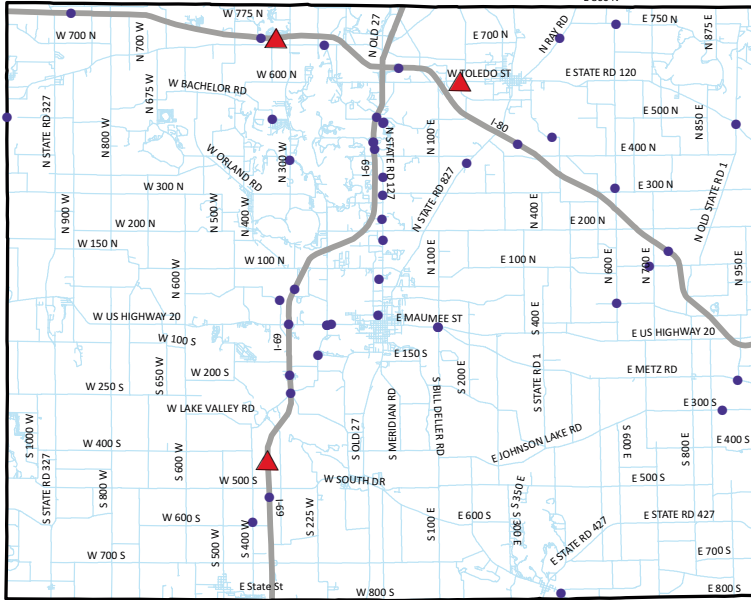 W 775 N
W 700 N
N 700 W
N OLD 27
E 700 N
N RAY RD
E 750 N
N 875 E
W 600 N
W BACHELOR RD
N 675 W
W TOLEDO ST
E STATE RD 120
N STATE RD 327
N 800 W
I-80
E 500 N
N 850 E
E 400 N
N 100 E
N 300 W
I-69
N STATE RD 127
W ORLAND RD
W 300 N
E 300 N
N STATE RD 827
N OLD STATE RD 1
N 900 W
W 200 N
N 500 W
N 400 W
N 400 E
E 200 N
W 150 N
W 100 N
N 100 E
E 100 N
N 600 E
N 700 E
N 950 E
N 600 W
W US HIGHWAY 20
E MAUMEE ST
S 400 E
E US HIGHWAY 20
W 100 S
I-69
E 150 S
W 200 S
S 650 W
S 200 E
E METZ RD
W 250 S
S STATE RD 1
W LAKE VALLEY RD
S OLD 27
S MERIDIAN RD
S BILL DELLER RD
E 300 S
S 1000 W
W 400 S
E JOHNSON LAKE RD
S 600 E
S 800 E
E 400 S
S STATE RD 327
S 800 W
S 600 W
W 500 S
W SOUTH DR
E 500 S
S 350 E
S 300 E
W 600 S
S 400 W
I-69
S 225 W
S 100 E
E 600 S
E STATE RD 427
E STATE RD 427
S 500 W
W 700 S
E 700 S
E State St
W 800 S
E 800 S